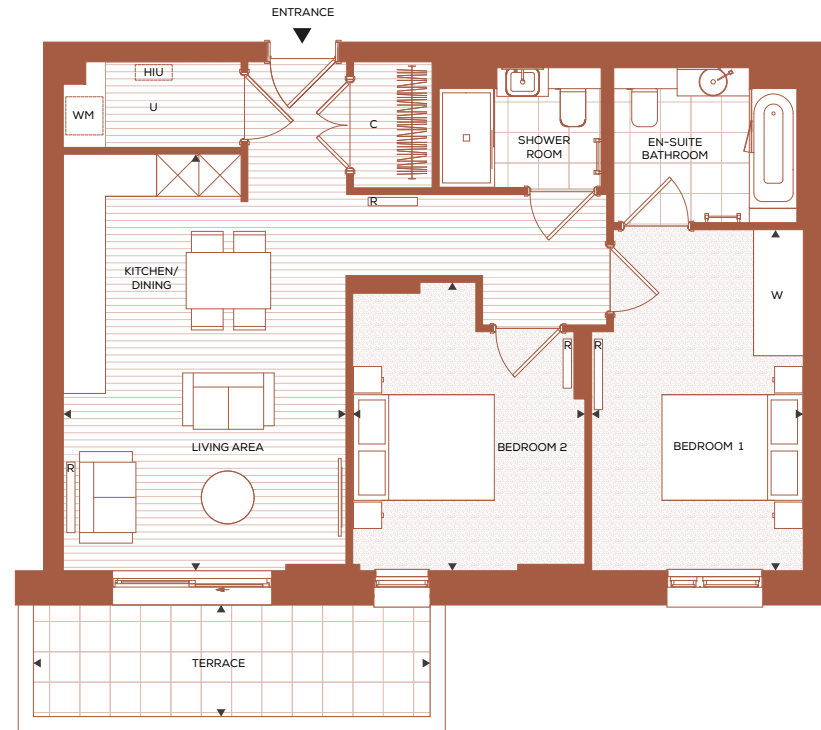 ENTRANCE
HIU
WM
U
C
SHOWER
ROOM
EN-SUITE
BATHROOM
R
KITCHEN/
DINING
W
R
R
LIVING AREA
BEDROOM 2
BEDROOM 1
R
TERRACE